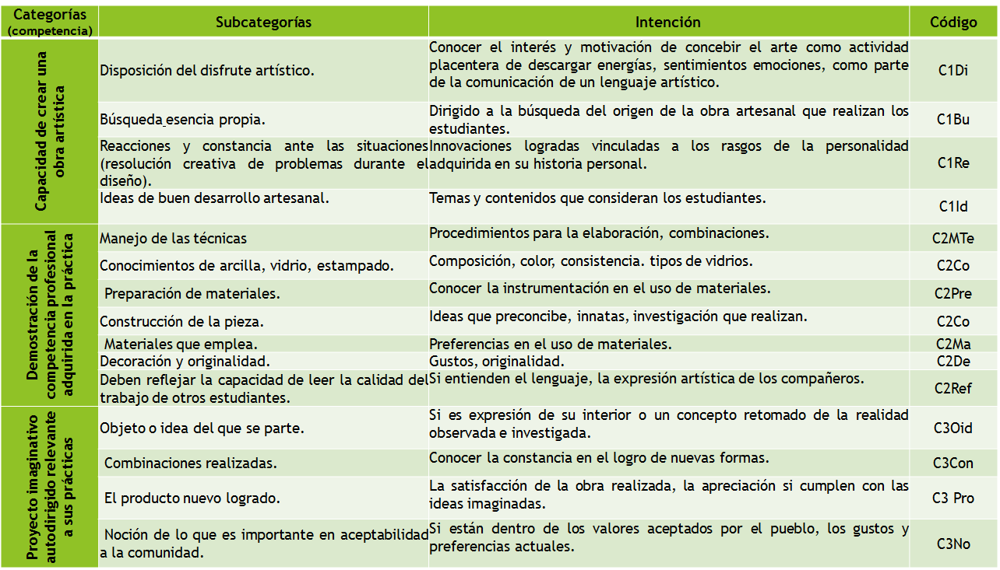 Categorías
(competencia)
Subcategorías
Intención
Código
Capacidad de crear una
obra artística
Disposición del disfrute artístico.
Conocer el interés y motivación de concebir el arte como actividad
placentera de descargar energías, sentimientos emociones, como parte
de la comunicación de un lenguaje artístico.
C1Di
Búsqueda esencia propia.
Dirigido a la búsqueda del origen de la obra artesanal que realizan los
estudiantes.
C1Bu
Reacciones y constancia ante las situaciones
(resolución creativa de problemas durante el
diseño).
Innovaciones logradas vinculadas a los rasgos de la personalidad
adquirida en su historia personal.
C1Re
Ideas de buen desarrollo artesanal.
Temas y contenidos que consideran los estudiantes.
C1Id
Demostración de la
competencia profesional
adquirida en la práctica
Manejo de las técnicas
Procedimientos para la elaboración, combinaciones.
C2MTe
Conocimientos de arcilla, vidrio, estampado.
Composición, color, consistencia. tipos de vidrios.
C2Co
Preparación de materiales.
Conocer la instrumentación en el uso de materiales.
C2Pre
Construcción de la pieza.
Ideas que preconcibe, innatas, investigación que realizan.
C2Co
Materiales que emplea.
Preferencias en el uso de materiales.
C2Ma
Decoración y originalidad.
Gustos, originalidad.
C2De
Deben reflejar la capacidad de leer la calidad del
trabajo de otros estudiantes.
Si entienden el lenguaje, la expresión artística de los compañeros.
C2Ref
Proyecto imaginativo
autodirigido relevante
a sus prácticas
Objeto o idea del que se parte.
Si es expresión de su interior o un concepto retomado de la realidad
observada e investigada.
C3Oid
Combinaciones realizadas.
Conocer la constancia en el logro de nuevas formas.
C3Con
El producto nuevo logrado.
La satisfacción de la obra realizada, la apreciación si cumplen con las
ideas imaginadas.
C3 Pro
Noción de lo que es importante en aceptabilidad
a la comunidad.
Si están dentro de los valores aceptados por el pueblo, los gustos y
preferencias actuales.
C3No